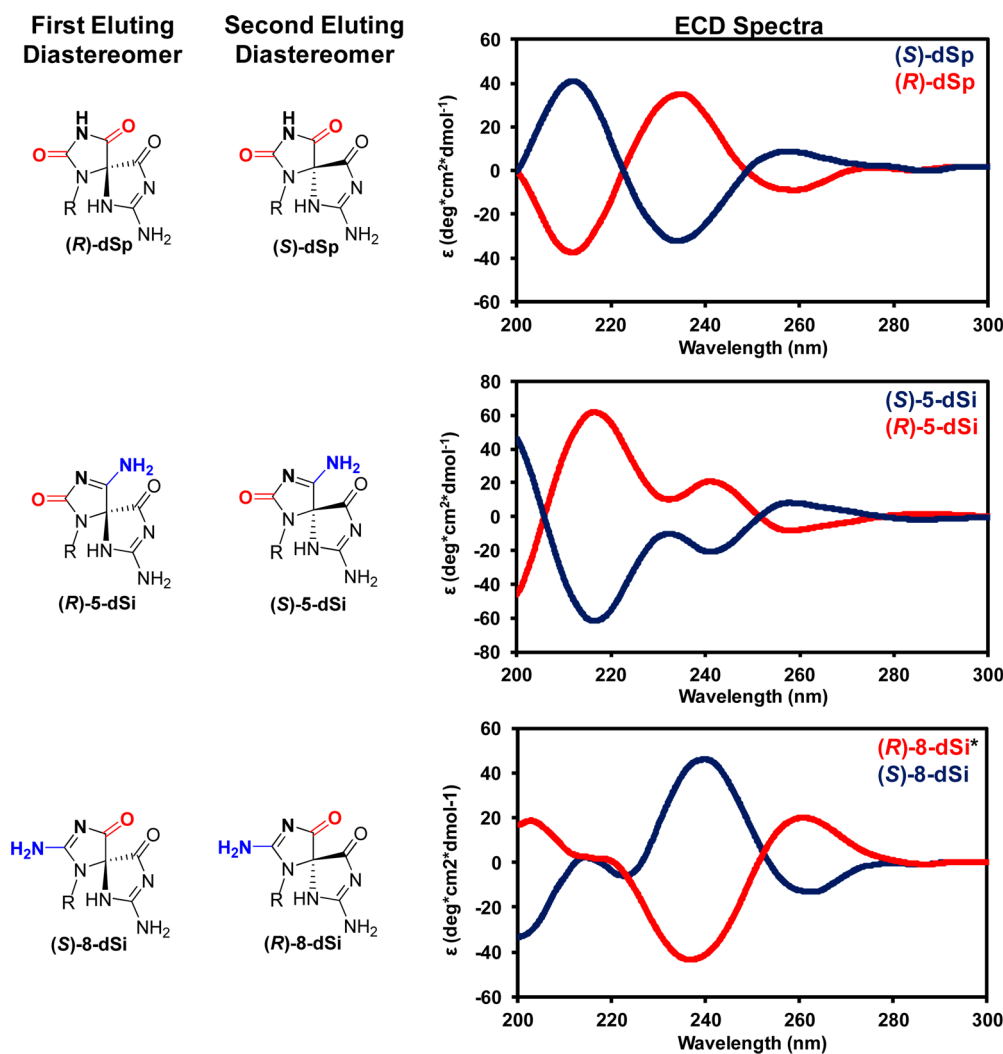 First Eluting
Diastereomer
Second Eluting
Diastereomer
ECD Spectra
NH
O
O
N
R
HN
O
N
NH₂
(R)-dSp
NH
O
O
N
R
HN
O
N
NH₂
(S)-dSp
ε (deg*cm²*dmol⁻¹)
60
40
20
0
-20
-40
-60
200
220
240
260
280
300
Wavelength (nm)
(S)-dSp
(R)-dSp
N
NH₂
O
N
R
HN
O
N
NH₂
(R)-5-dSi
N
NH₂
O
N
R
HN
O
N
NH₂
(S)-5-dSi
ε (deg*cm²*dmol⁻¹)
80
60
40
20
0
-20
-40
-60
-80
200
220
240
260
280
300
Wavelength (nm)
(S)-5-dSi
(R)-5-dSi
N
O
H₂N
N
R
HN
O
N
NH₂
(S)-8-dSi
N
O
H₂N
N
R
HN
O
N
NH₂
(R)-8-dSi
ε (deg*cm2*dmol-1)
60
40
20
0
-20
-40
-60
200
220
240
260
280
300
Wavelength (nm)
(R)-8-dSi*
(S)-8-dSi